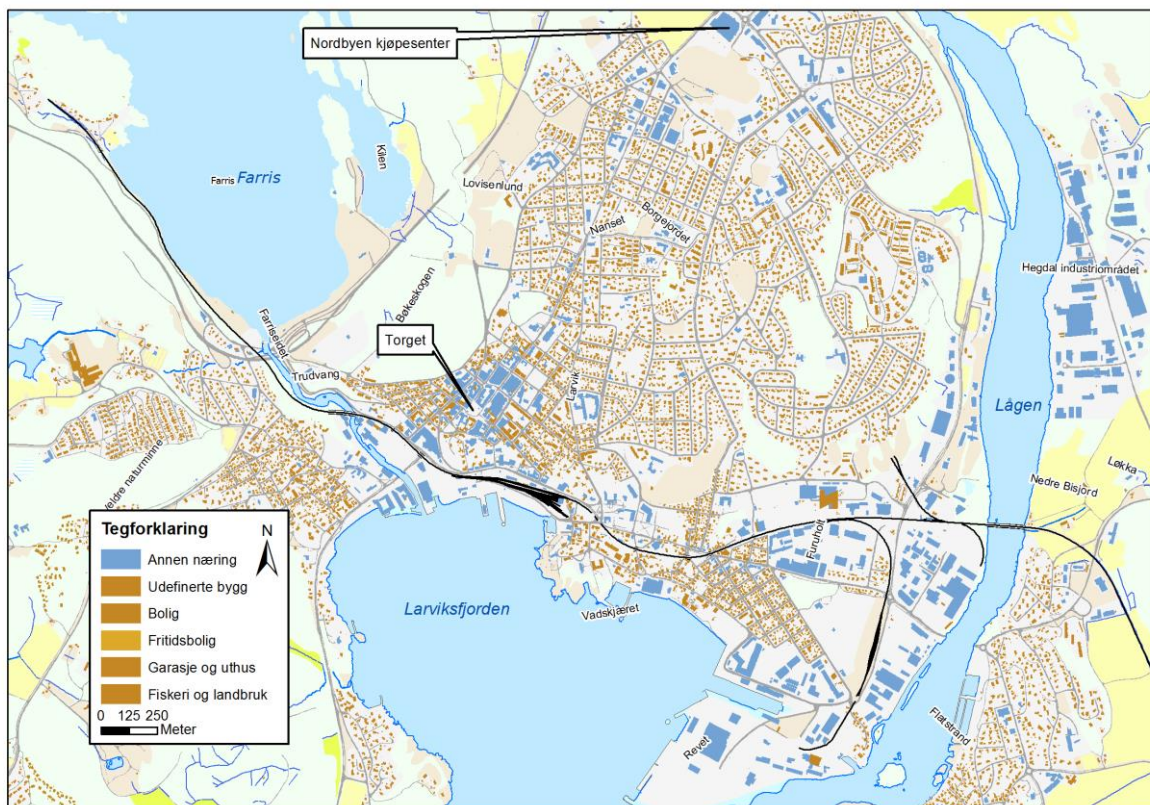 Nordbyen kjøpesenter
Kilen
Farris Farris
Lovisenlund
Borgejordet
Nanset
Hegdal industriområdet
Bøkeskogen
Farriseidet
Torget
Trudvang
Larvik
Lågen
Løkka
Nedre Bisjord
eldre naturminne
Furuholt
Tegforklaring
N
Annen næring
Udefinerte bygg
Bolig
Fritidsbolig
Garasje og uthus
Fiskeri og landbruk
0 125 250
Meter
Larviksfjorden
Vadskjæret
Revet
Flatstrand